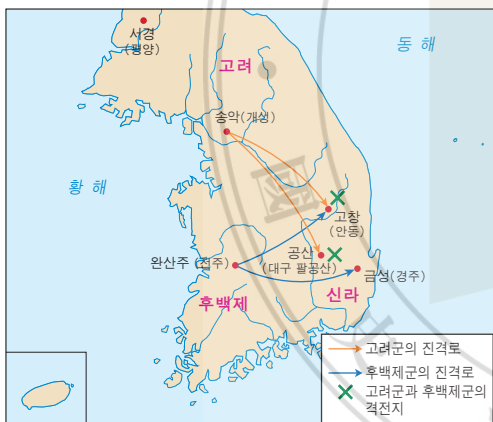 서경
(평양)
동 해
고려
송악(개성)
황 해
고창
(안동)
공산
(대구 팔공산)
완산주 (전주)
금성(경주)
후백제
신라
고려군의 진격로
후백제군의 진격로
고려군과 후백제군의
격전지